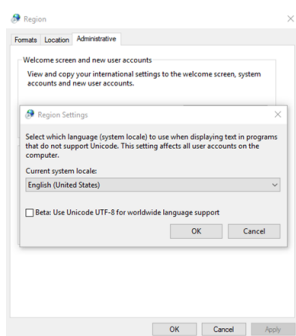 Region
Formats Location Administrative
Welcome screen and new user accounts
View and copy your international settings to the welcome screen, system
accounts and new user accounts.
Region Settings
Select which language (system locale) to use when displaying text in programs
that do not support Unicode. This setting affects all user accounts on the
computer.
Current system locale:
English (United States)
Beta: Use Unicode UTF-8 for worldwide language support
OK Cancel
OK Cancel Apply